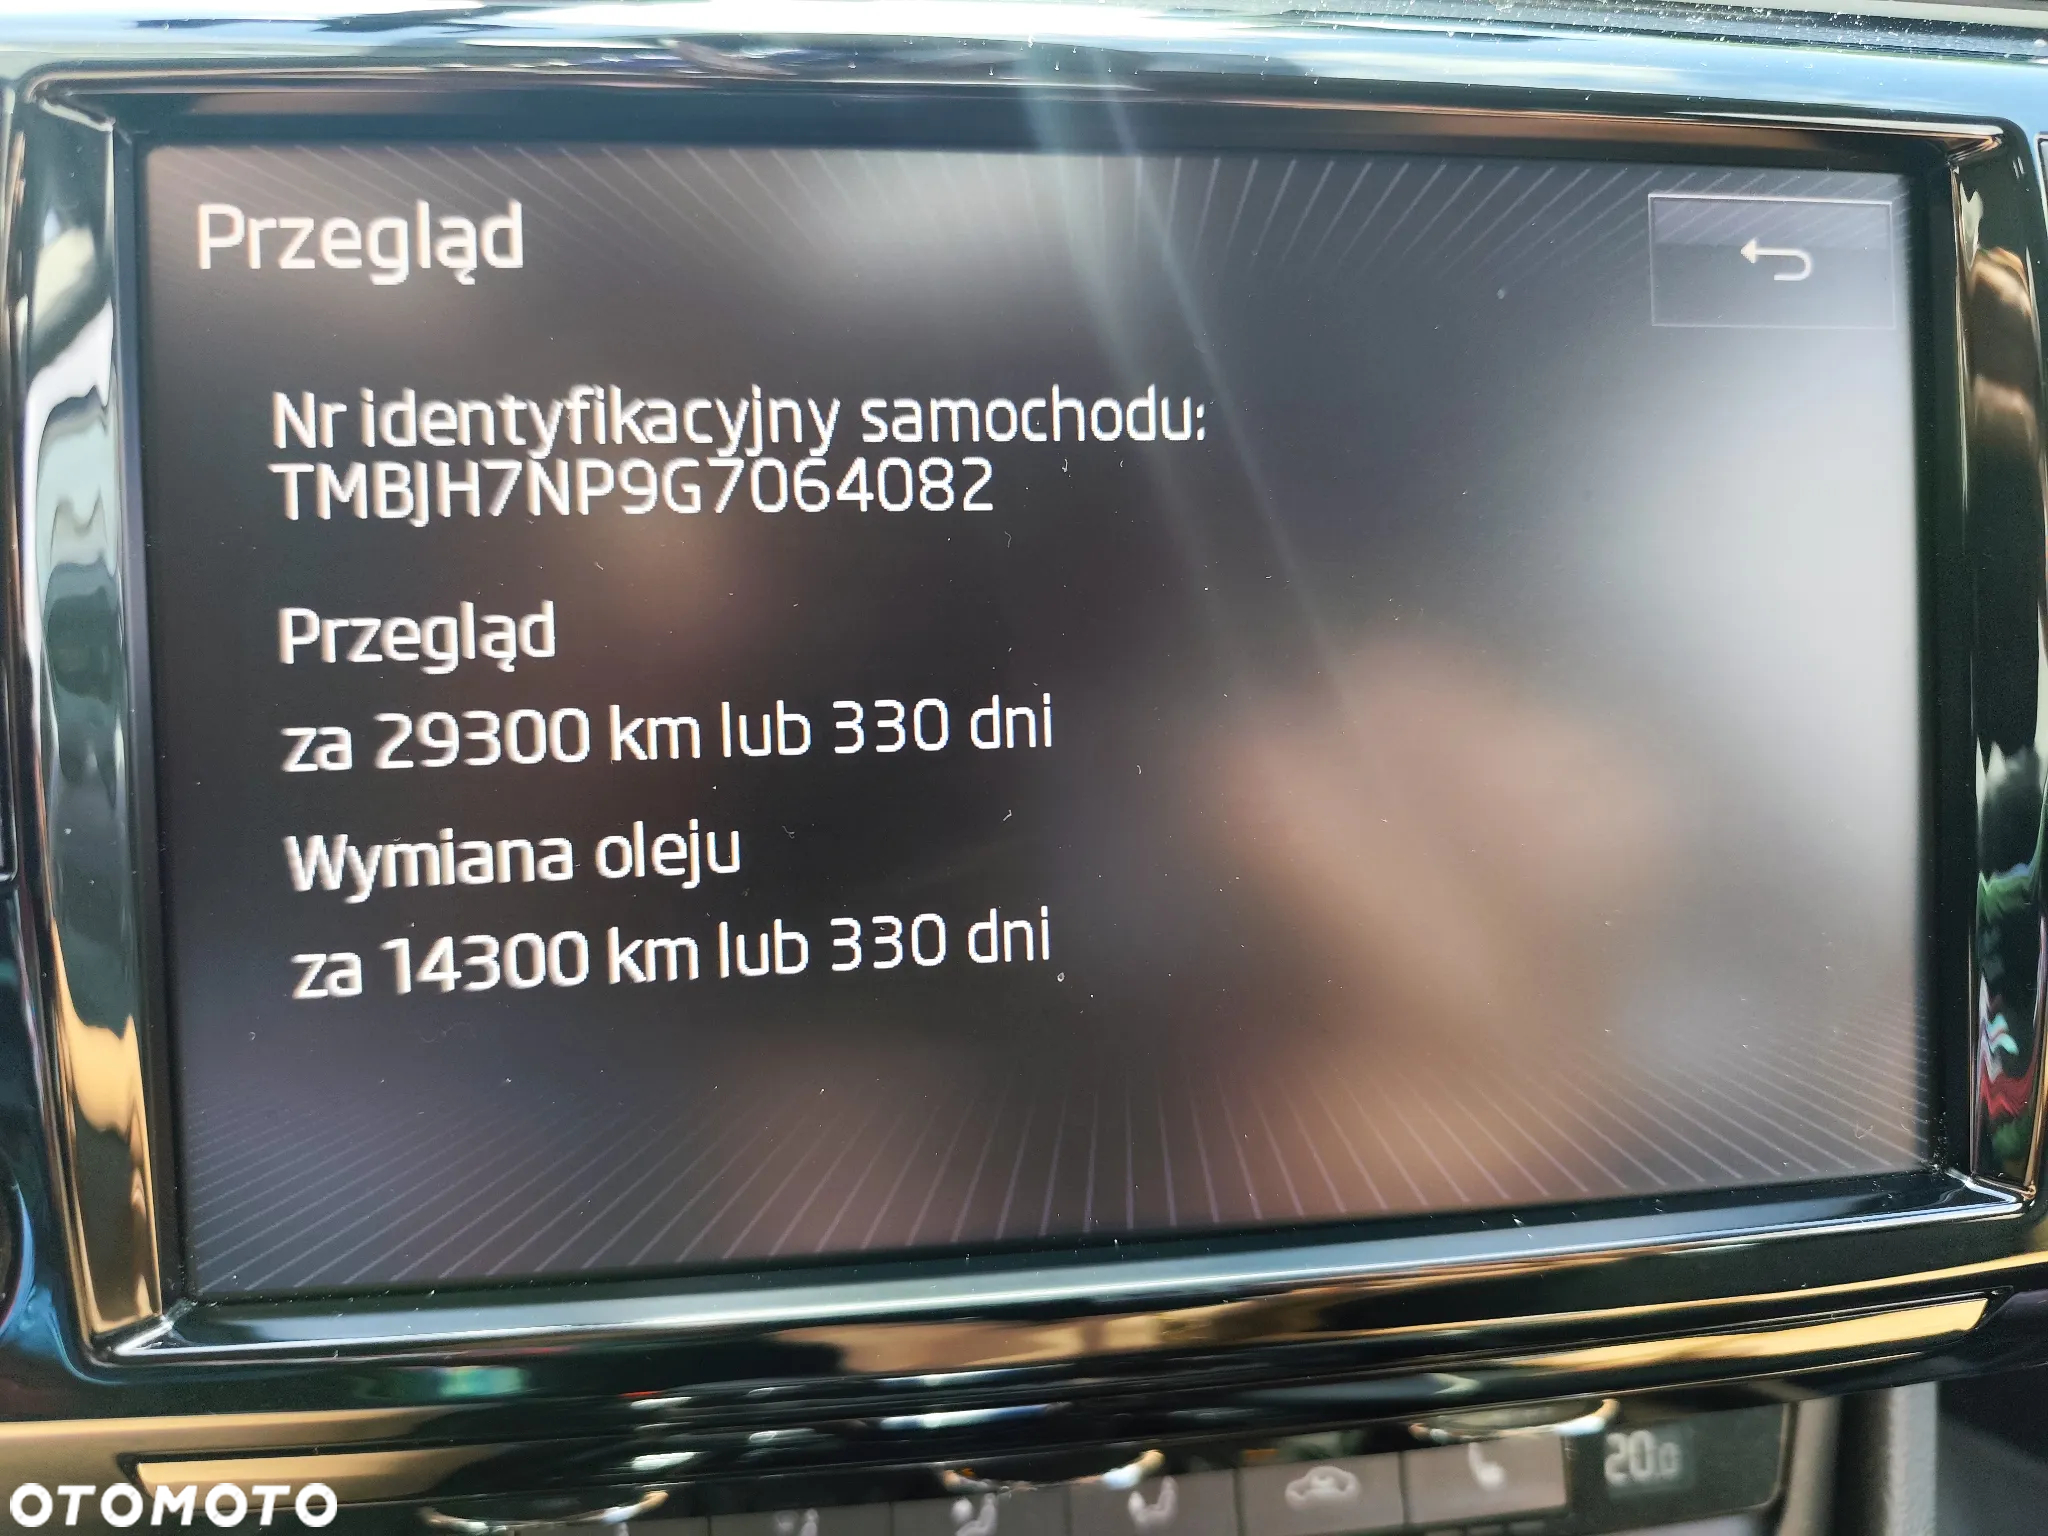 Przegląd
Nr identyfikacyjny samochodu:
TMBJH7NP9G7064082
Przegląd
za 29300 km lub 330 dni
Wymiana oleju
za 14300 km lub 330 dni
20.0
OTOMOTO